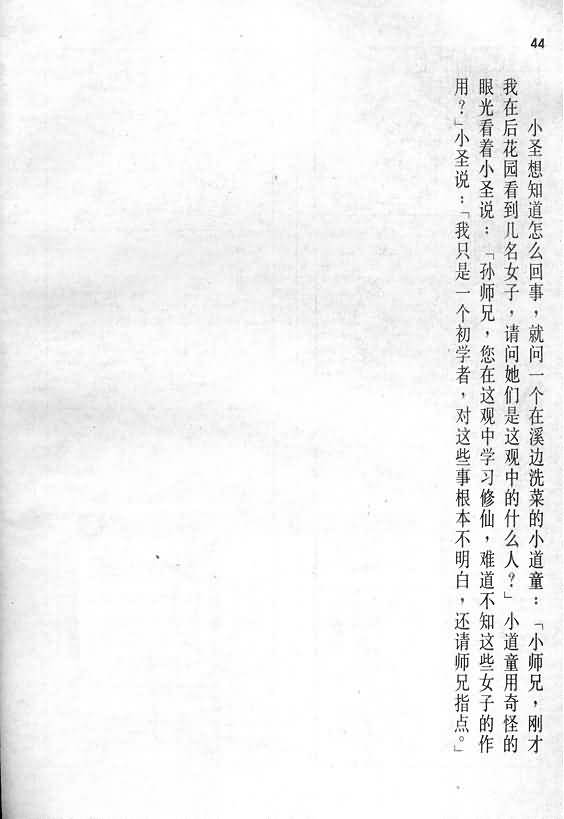 44
小圣想知道怎么回事，就问一个在溪边洗菜的小道童：「小师兄，刚才
我在后花园看到几名女子，请问她们是这观中的什么人？」小道童用奇怪的
眼光看着小圣说：「孙师兄，您在这观中学习修仙，难道不知这些女子的作
用？」小圣说：「我只是一个初学者，对这些事根本不明白，还请师兄指点。」